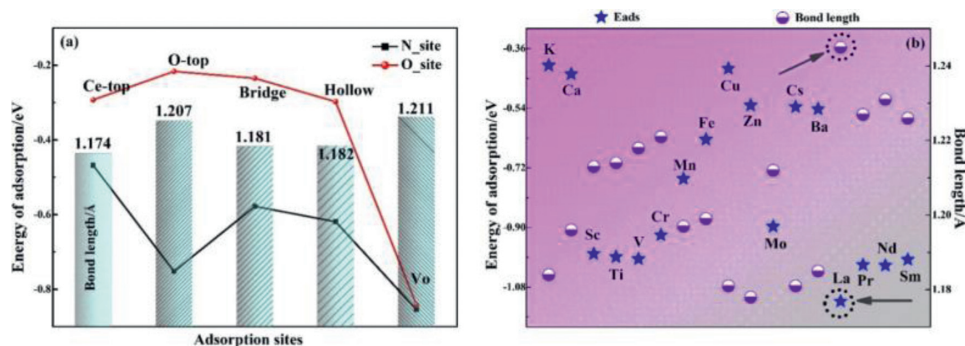 Eads Bond length
(a) N_site
O_site
-0.2
-0.4
-0.6
-0.8
Energy of adsorption/eV
Ce-top
O-top
Bridge
Hollow
Vo
1.174
1.207
1.181
1.182
1.211
Bond length/Å
Adsorption sites
(b)
-0.36
-0.54
-0.72
-0.90
-1.08
Energy of adsorption/eV
K
Ca
Sc
Ti
V
Cr
Mn
Fe
Cu
Zn
Mo
Cs
Ba
La
Pr
Nd
Sm
1.24
1.22
1.20
1.18
Bond length/A